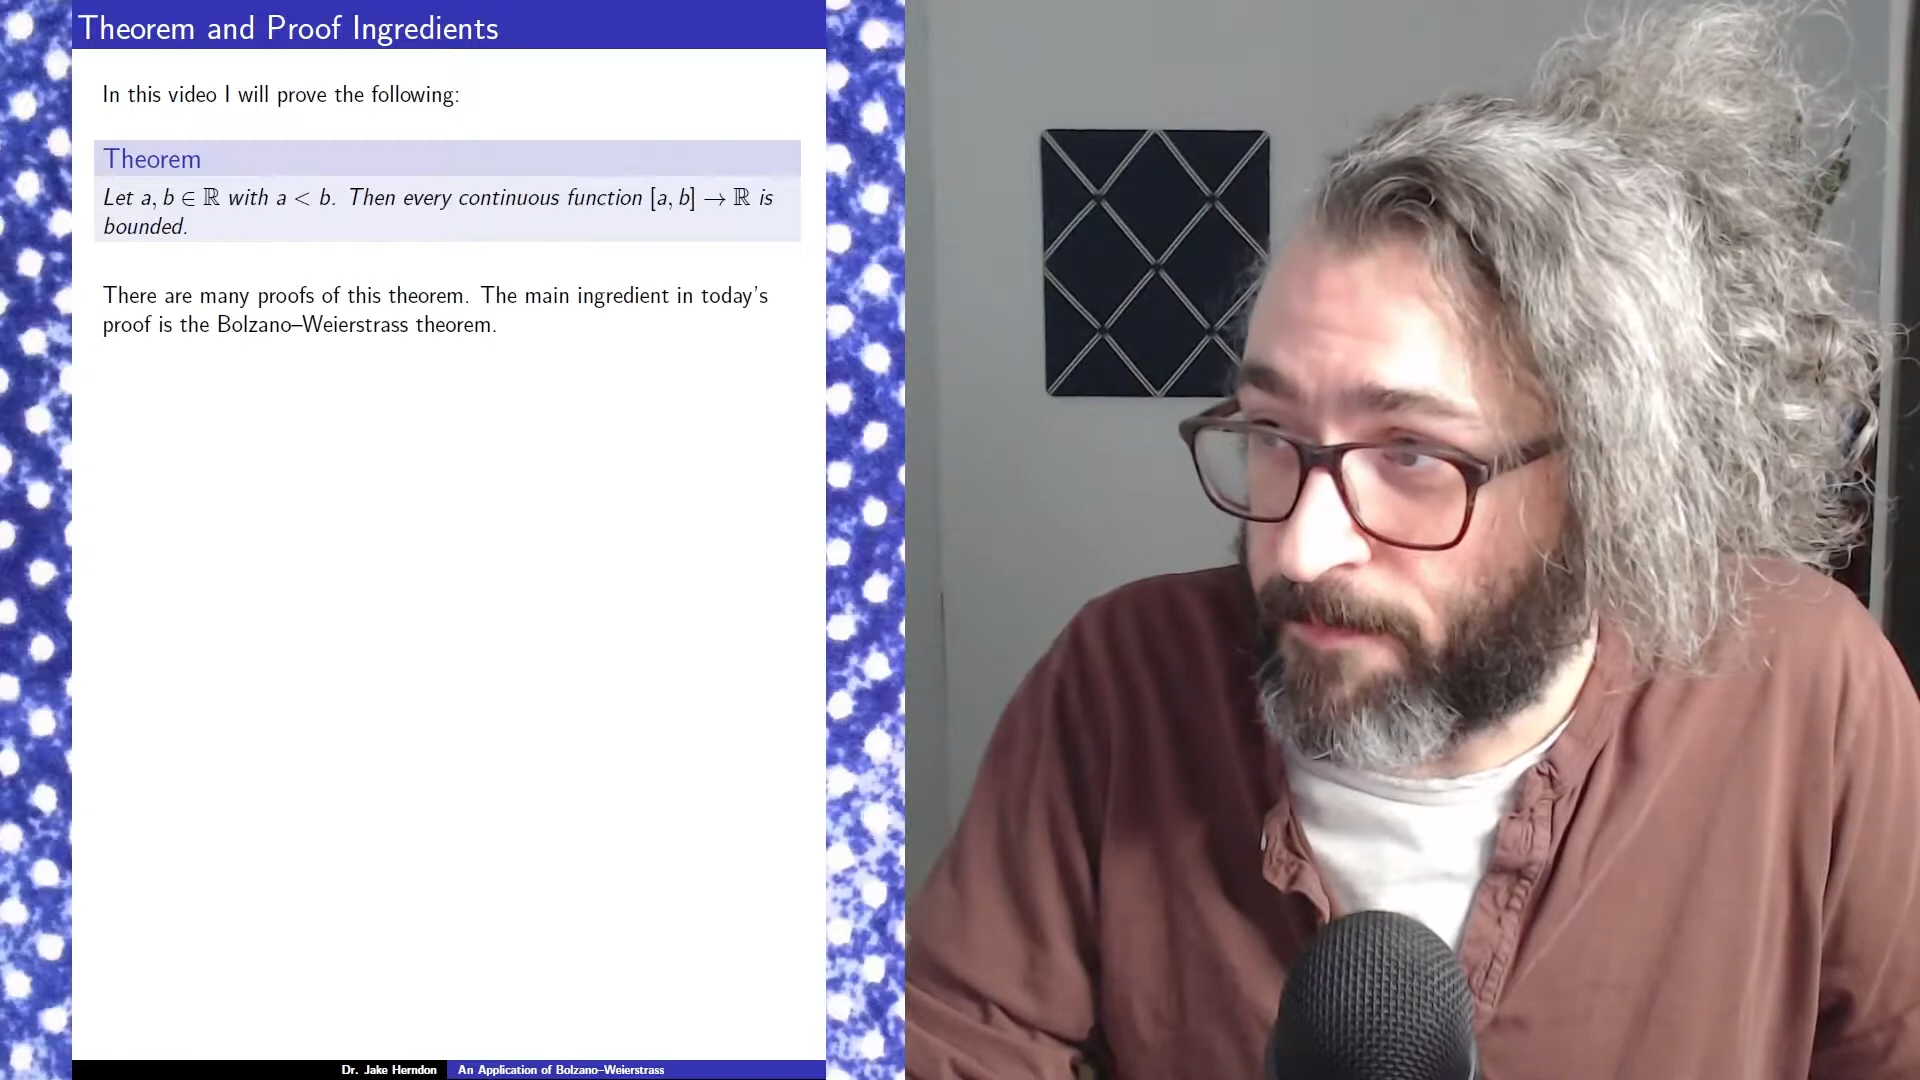 Theorem and Proof Ingredients
In this video I will prove the following:
Theorem
Let a, b ∈ ℝ with a < b. Then every continuous function [a, b] → ℝ is
bounded.
There are many proofs of this theorem. The main ingredient in today's
proof is the Bolzano–Weierstrass theorem.
Dr. Jake Herndon An Application of Bolzano–Weierstrass